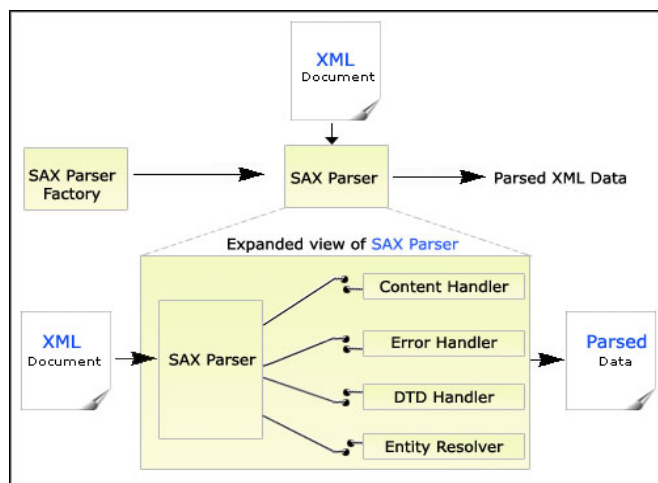 XML
Document
SAX Parser
Factory
SAX Parser
Parsed XML Data
Expanded view of SAX Parser
XML
Document
SAX Parser
Content Handler
Error Handler
DTD Handler
Entity Resolver
Parsed
Data